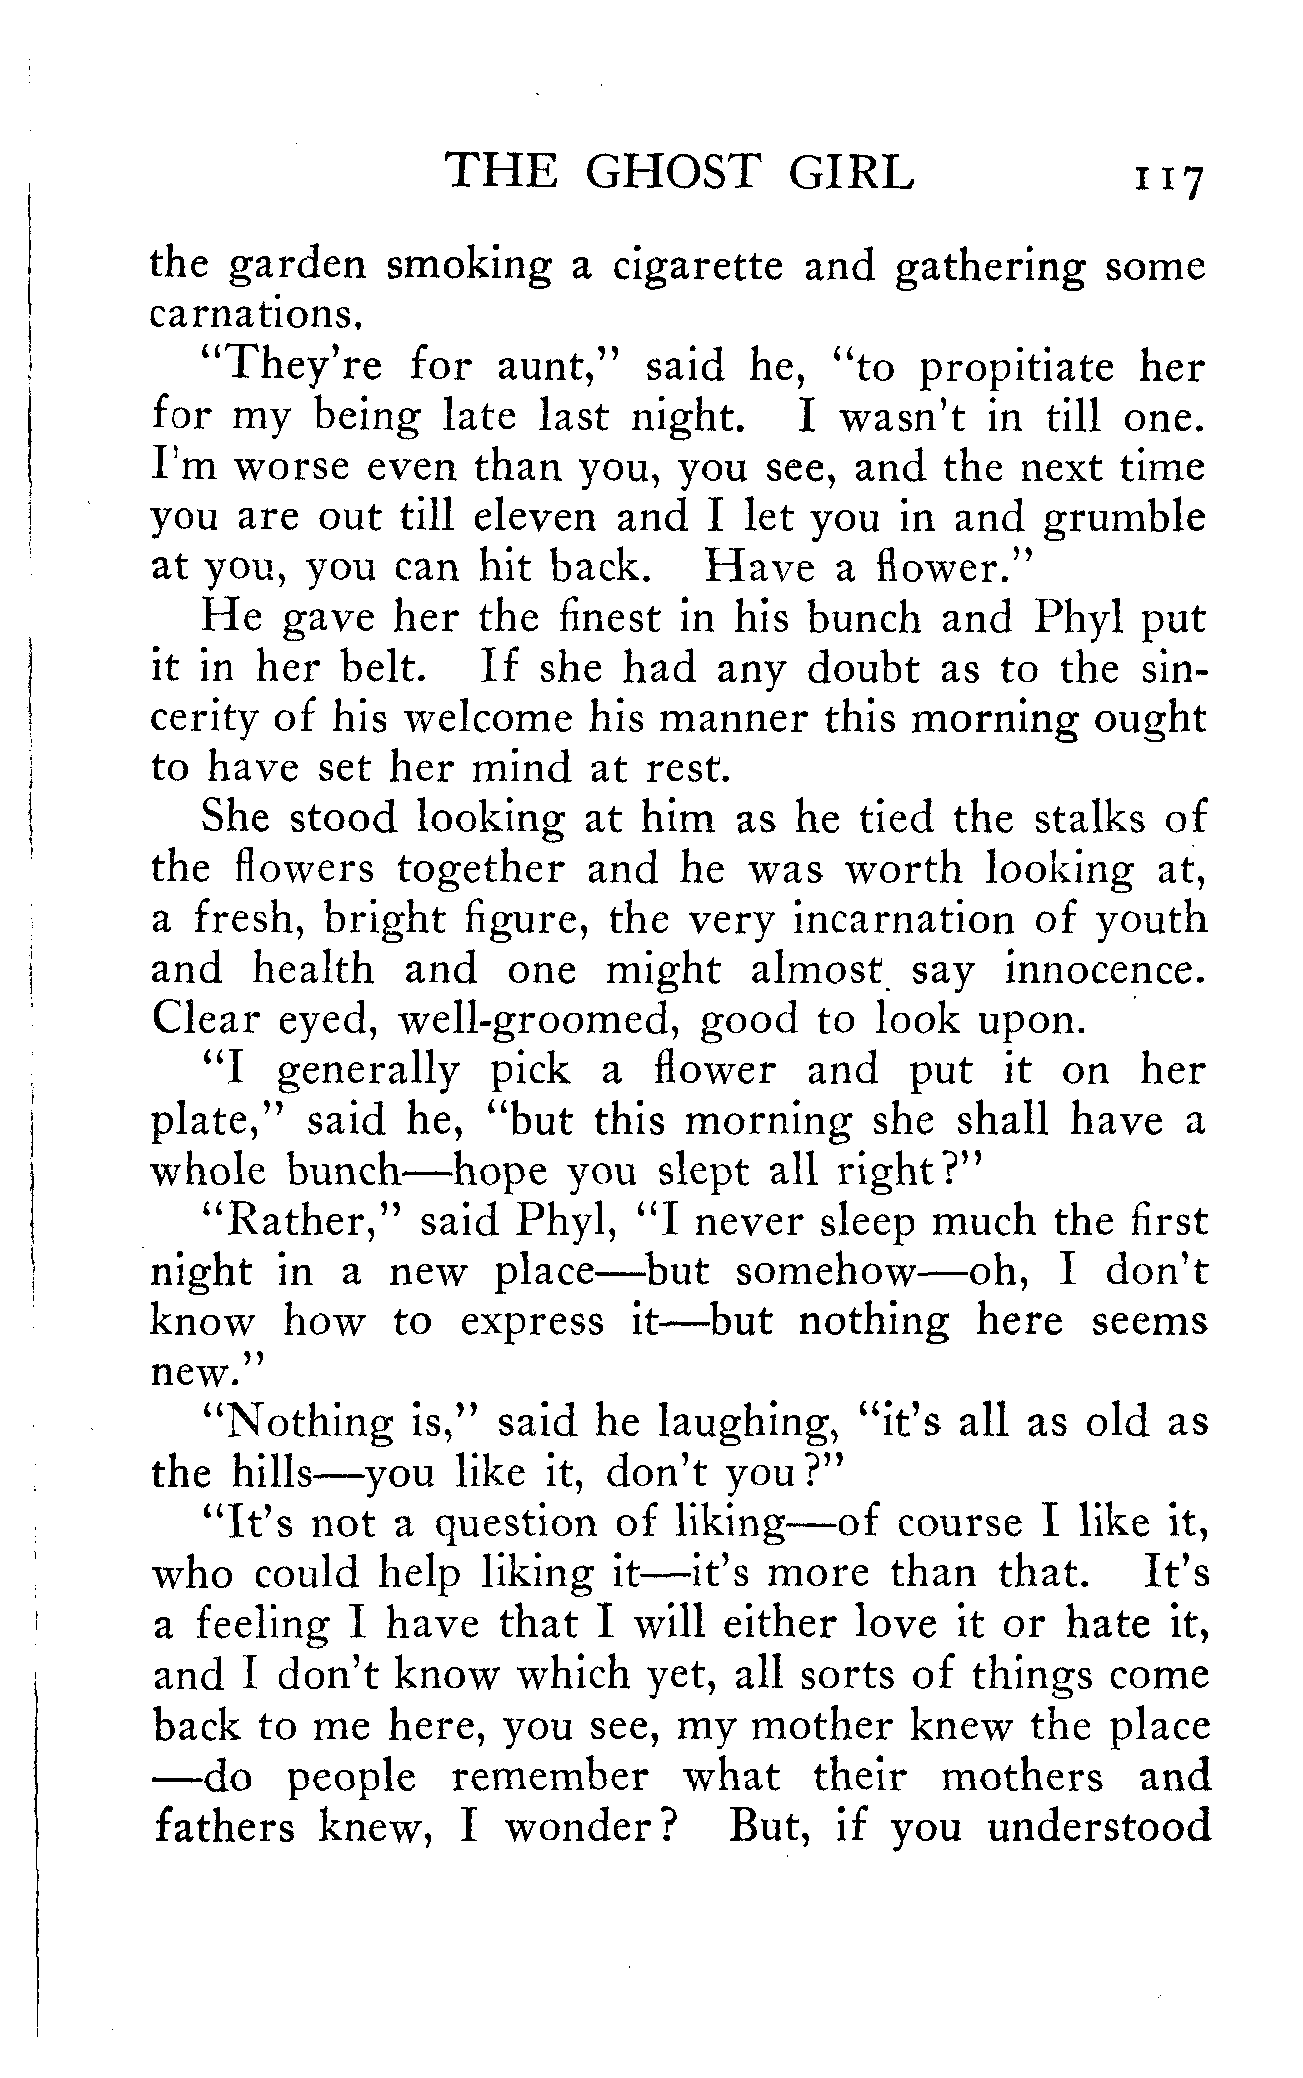 THE GHOST GIRL 117
the garden smoking a cigarette and gathering some
carnations.
"They're for aunt," said he, "to propitiate her
for my being late last night. I wasn't in till one.
I'm worse even than you, you see, and the next time
you are out till eleven and I let you in and grumble
at you, you can hit back. Have a flower."
He gave her the finest in his bunch and Phyl put
it in her belt. If she had any doubt as to the sin-
cerity of his welcome his manner this morning ought
to have set her mind at rest.
She stood looking at him as he tied the stalks of
the flowers together and he was worth looking at,
a fresh, bright figure, the very incarnation of youth
and health and one might almost say innocence.
Clear eyed, well-groomed, good to look upon.
"I generally pick a flower and put it on her
plate," said he, "but this morning she shall have a
whole bunch—hope you slept all right?"
"Rather," said Phyl, "I never sleep much the first
night in a new place—but somehow—oh, I don't
know how to express it—but nothing here seems
new."
"Nothing is," said he laughing, "it's all as old as
the hills—you like it, don't you?"
"It's not a question of liking—of course I like it,
who could help liking it—it's more than that. It's
a feeling I have that I will either love it or hate it,
and I don't know which yet, all sorts of things come
back to me here, you see, my mother knew the place
—do people remember what their mothers and
fathers knew, I wonder? But, if you understood